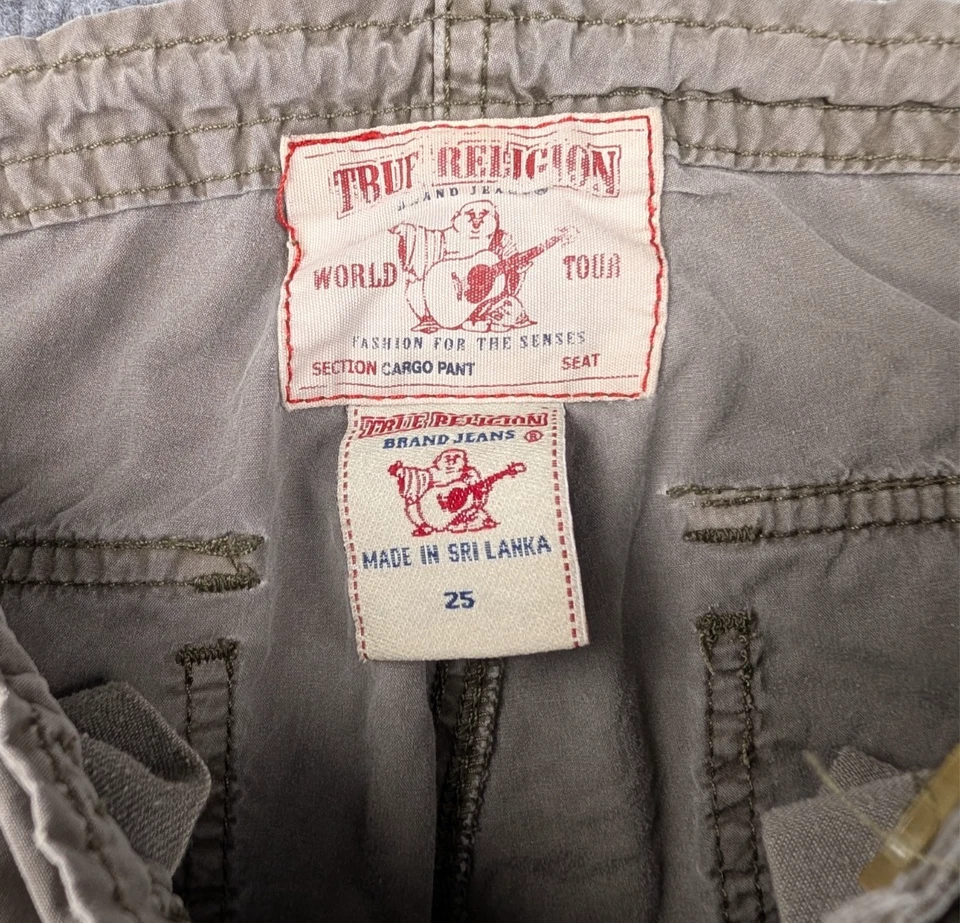 TRUE RELIGION
BRAND JEANS
WORLD TOUR
FASHION FOR THE SENSES
SECTION CARGO PANT SEAT
TRUE RELIGION
BRAND JEANS ®
MADE IN SRI LANKA
25